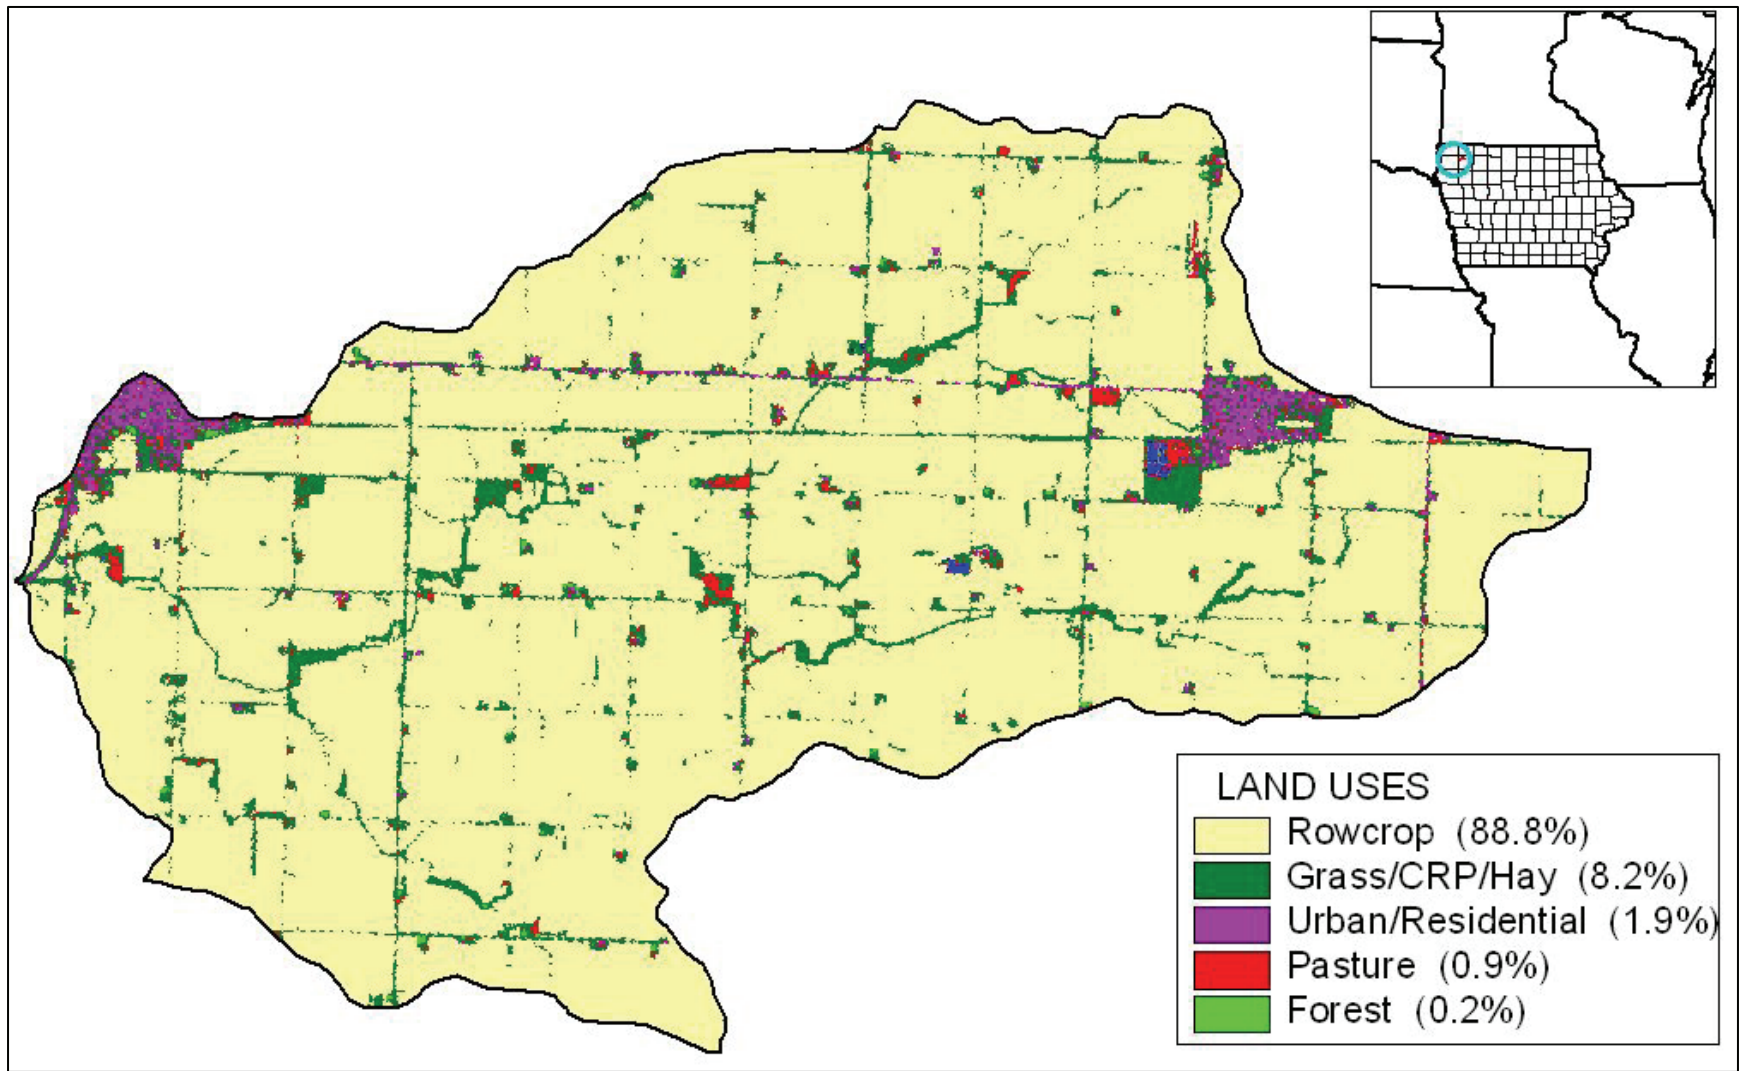 LAND USES
Rowcrop (88.8%)
Grass/CRP/Hay (8.2%)
Urban/Residential (1.9%)
Pasture (0.9%)
Forest (0.2%)